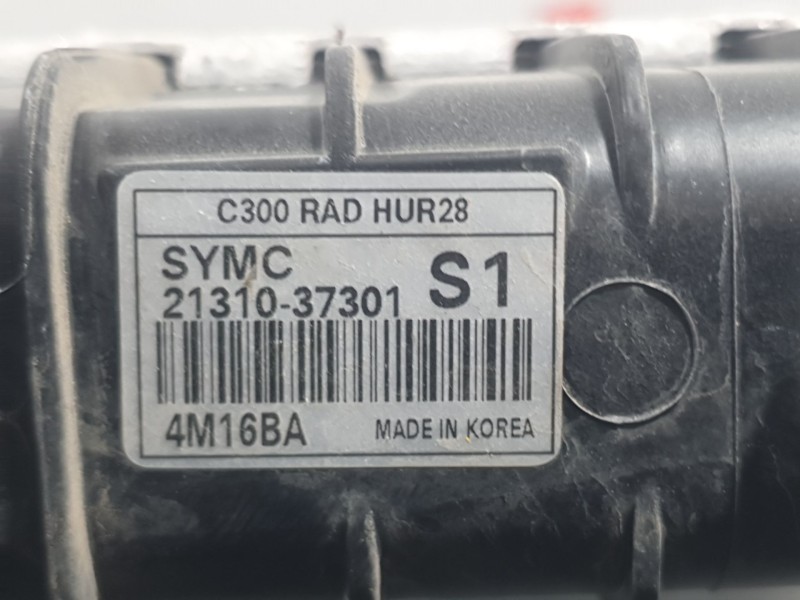 C300 RAD HUR28
SYMC
S1
21310-37301
4M16BA
MADE IN KOREA